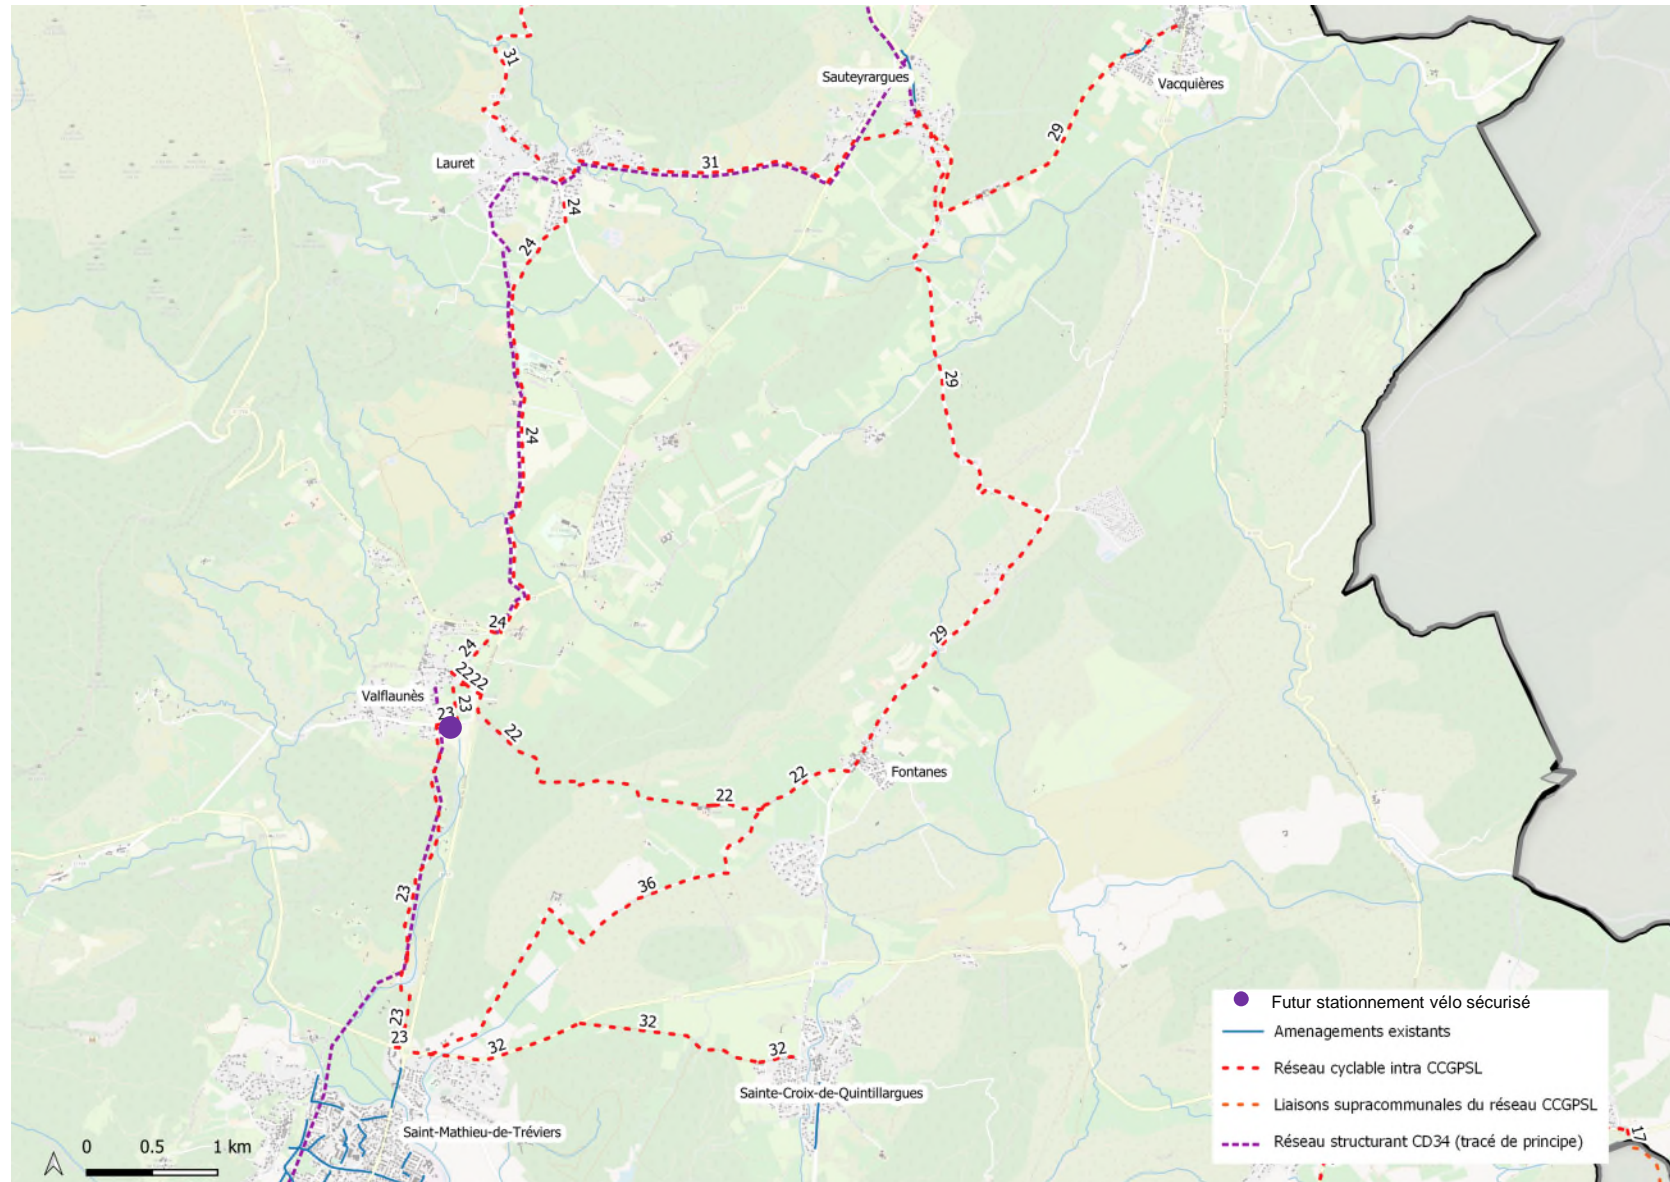 31
Sauteyrargues
Vacquières
29
Lauret
31
24
24
29
24
29
24
24
2222
Valflaunès
23
23
22
22
22
Fontanes
23
36
23
23
32
32
32
Sainte-Croix-de-Quintillargues
Saint-Mathieu-de-Tréviers
0 0.5 1 km
Futur stationnement vélo sécurisé
Amenagements existants
Réseau cyclable intra CCGPSL
Liaisons supracommunales du réseau CCGPSL
Réseau structurant CD34 (tracé de principe)
17